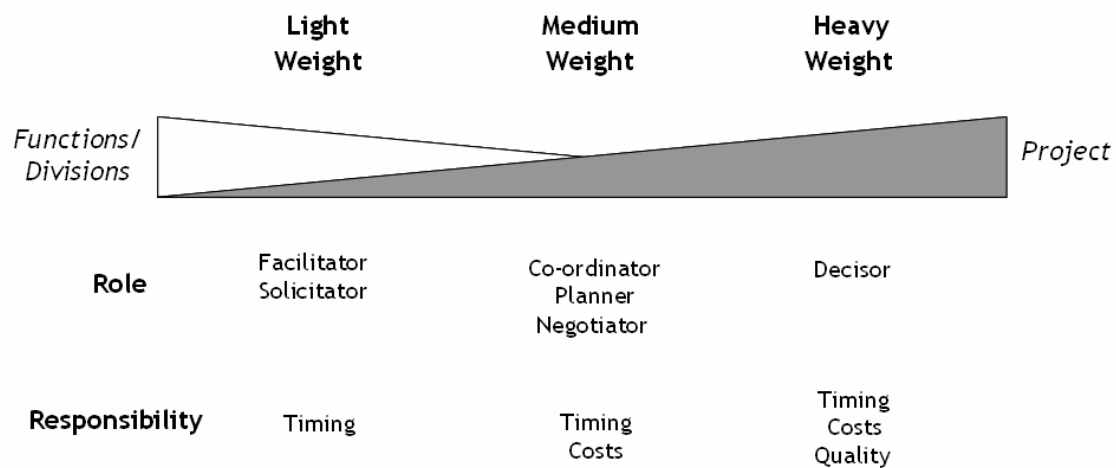 Light Medium Heavy
Weight Weight Weight
Functions/
Divisions
Project
Role
Facilitator
Solicitator
Co-ordinator
Planner
Negotiator
Decisor
Responsibility
Timing
Timing
Costs
Timing
Costs
Quality